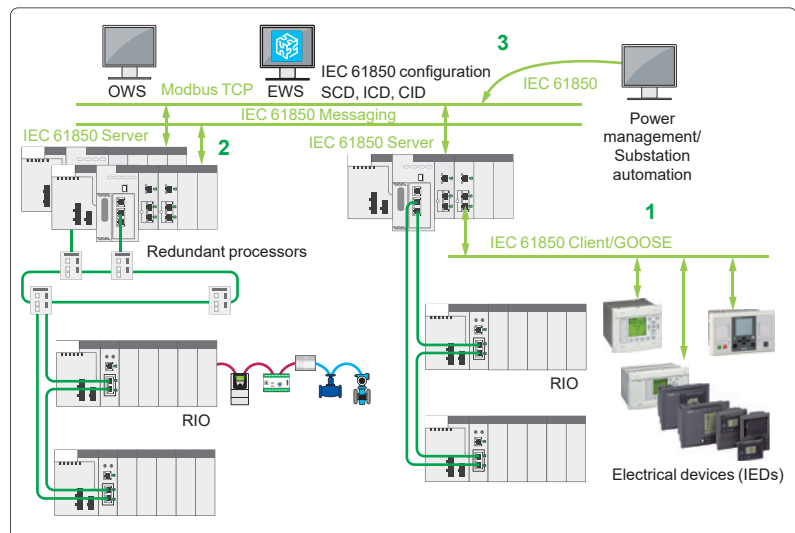 3
OWS
EWS
IEC 61850 configuration
SCD, ICD, CID
Modbus TCP
IEC 61850
IEC 61850 Messaging
Power
management/
Substation
automation
IEC 61850 Server
2
IEC 61850 Server
1
Redundant processors
IEC 61850 Client/GOOSE
RIO
RIO
Electrical devices (IEDs)